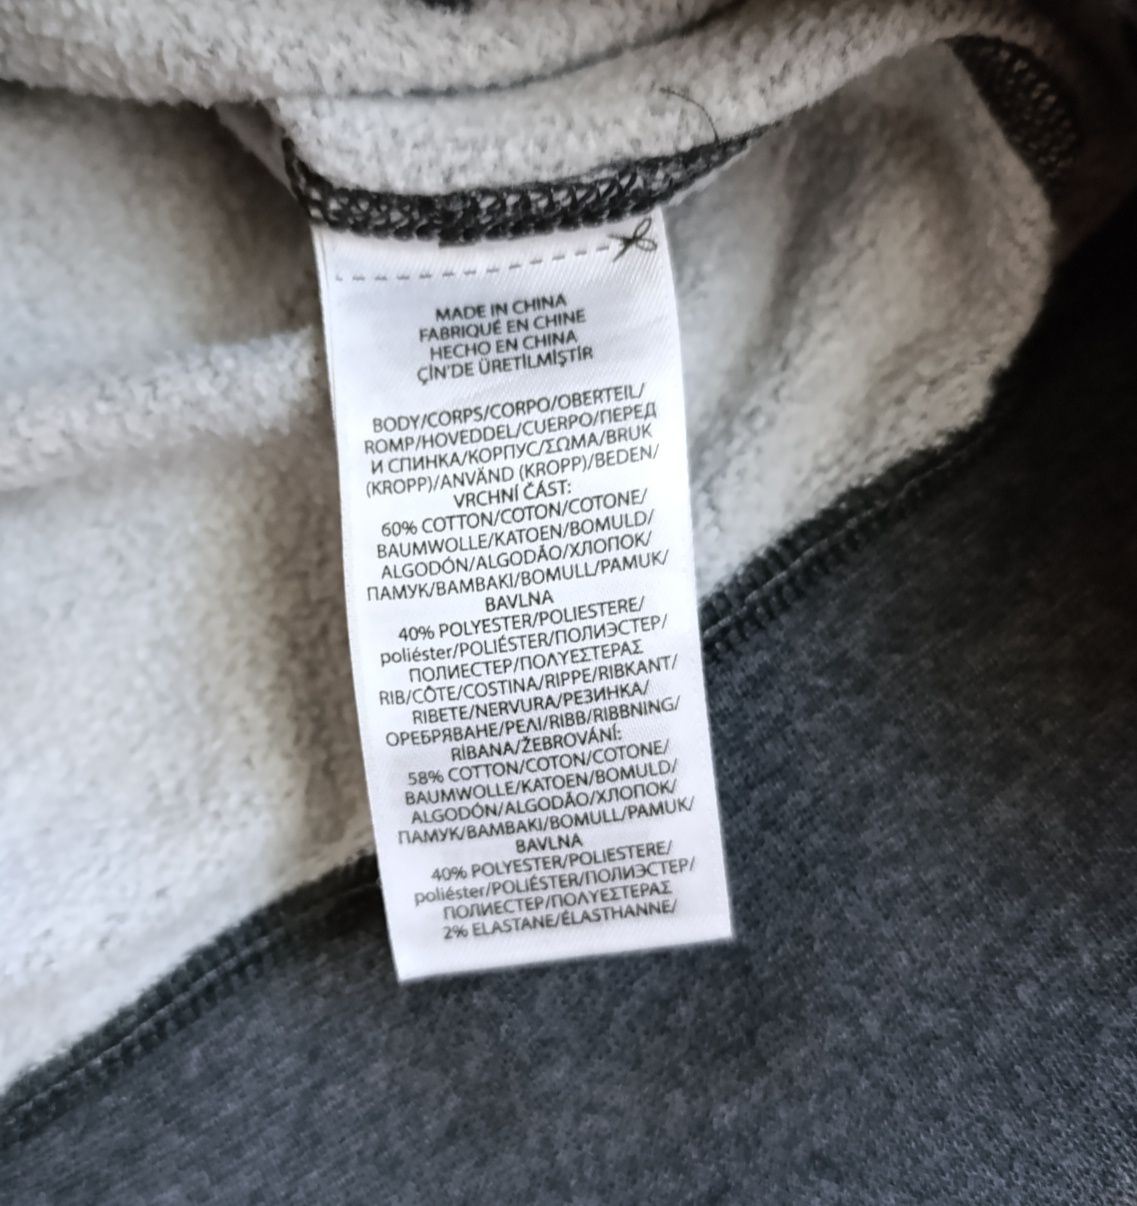 MADE IN CHINA
FABRIQUÉ EN CHINE
HECHO EN CHINA
ÇİN'DE ÜRETİLMİŞTİR
BODY/CORPS/CORPO/OBERTEIL/
ROMP/HOVEDDEL/CUERPO/ПЕРЕД
И СПИНКА/КОРПУС/ΣΩΜΑ/BRUK
(KROPP)/ANVÄND (KROPP)/BEDEN/
VRCHNÍ ČÁST:
60% COTTON/COTON/COTONE/
BAUMWOLLE/KATOEN/BOMULD/
ALGODÓN/ALGODÃO/ХЛОПОК/
ПАМУК/BAMBAKI/BOMULL/PAMUK/
BAVLNA
40% POLYESTER/POLIESTERE/
poliéster/POLIÉSTER/ПОЛИЭСТЕР/
ПОЛИЕСТЕР/ΠΟΛΥΕΣΤΕΡΑΣ
RIB/CÔTE/COSTINA/RIPPE/RIBKANT/
RIBETE/NERVURA/РЕЗИНКА/
ОРЕБРЯВАНЕ/ΡΕΛΙ/RIBB/RIBBNING/
RİBANA/ŽEBROVÁNÍ:
58% COTTON/COTON/COTONE/
BAUMWOLLE/KATOEN/BOMULD/
ALGODÓN/ALGODÃO/ХЛОПОК/
ПАМУК/BAMBAKI/BOMULL/PAMUK/
BAVLNA
40% POLYESTER/POLIESTERE/
poliéster/POLIÉSTER/ПОЛИЭСТЕР/
ПОЛИЕСТЕР/ΠΟΛΥΕΣΤΕΡΑΣ
2% ELASTANE/ÉLASTHANNE/